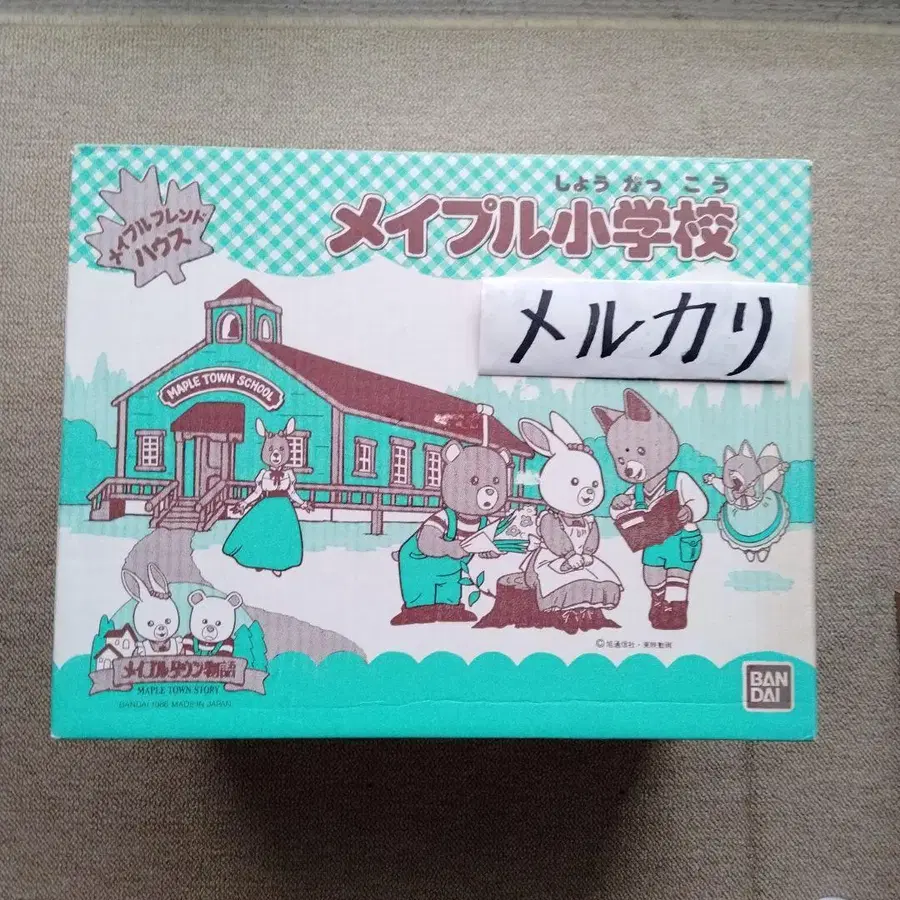 しょう がっ こう
メイプル小学校
メイプルフレンド
ハウス
メルカリ
MAPLE TOWN SCHOOL
©旭通信社・東映動画
メイプルタウン物語
MAPLE TOWN STORY
BANDAI 1986 MADE IN JAPAN
BAN
DAI